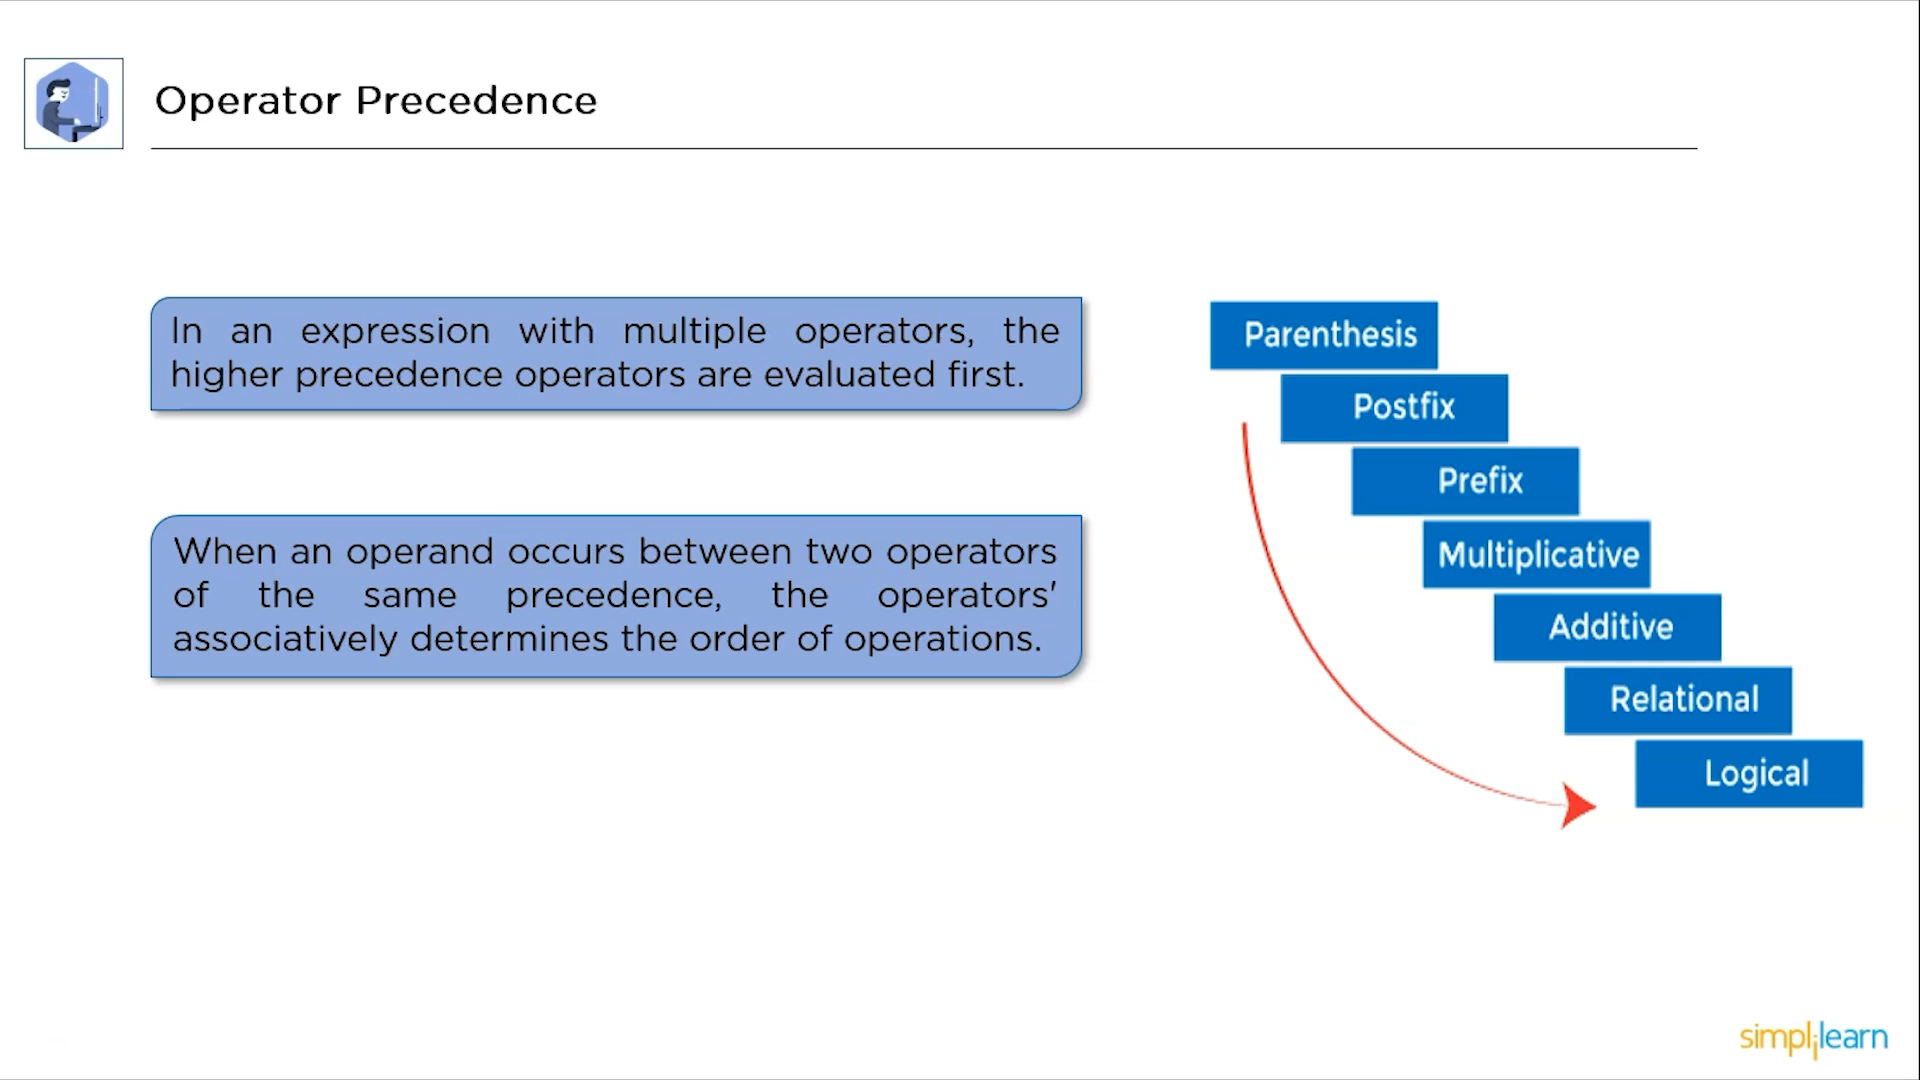 Operator Precedence
In an expression with multiple operators, the
higher precedence operators are evaluated first.
When an operand occurs between two operators
of the same precedence, the operators'
associatively determines the order of operations.
Parenthesis
Postfix
Prefix
Multiplicative
Additive
Relational
Logical
simplilearn